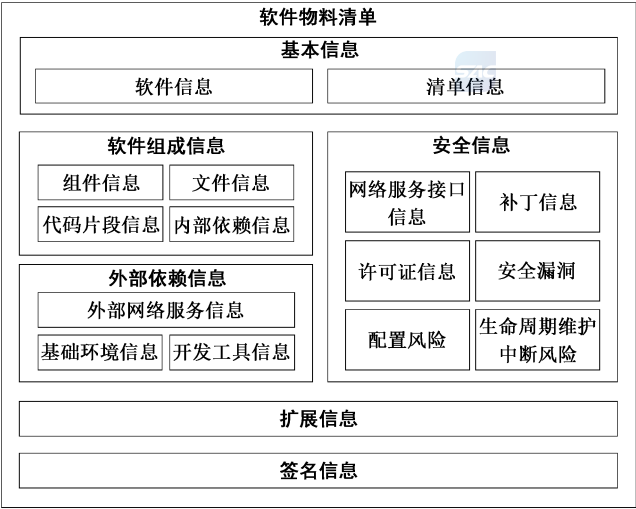 软件物料清单
基本信息
软件信息
清单信息
软件组成信息
组件信息
文件信息
代码片段信息
内部依赖信息
外部依赖信息
外部网络服务信息
基础环境信息
开发工具信息
安全信息
网络服务接口
信息
补丁信息
许可证信息
安全漏洞
配置风险
生命周期维护
中断风险
扩展信息
签名信息